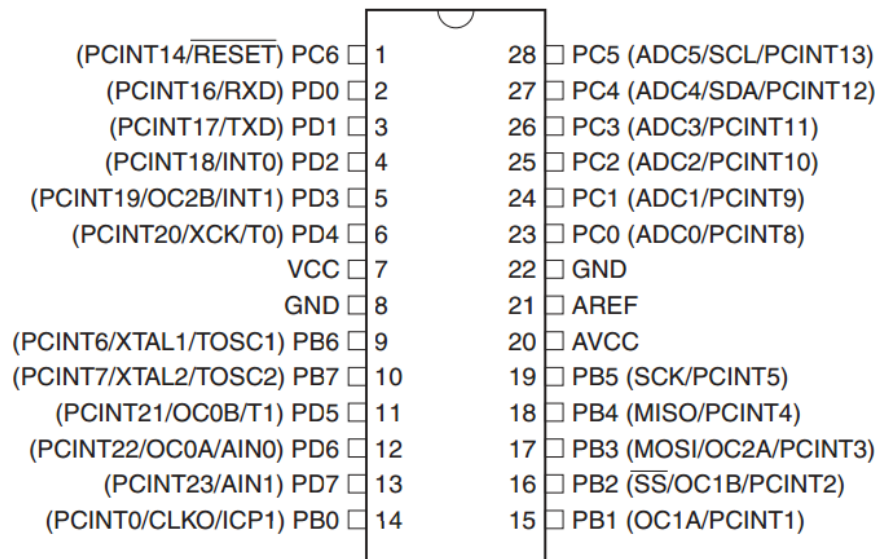 (PCINT14/RESET) PC6 1 28 PC5 (ADC5/SCL/PCINT13)
(PCINT16/RXD) PD0 2 27 PC4 (ADC4/SDA/PCINT12)
(PCINT17/TXD) PD1 3 26 PC3 (ADC3/PCINT11)
(PCINT18/INT0) PD2 4 25 PC2 (ADC2/PCINT10)
(PCINT19/OC2B/INT1) PD3 5 24 PC1 (ADC1/PCINT9)
(PCINT20/XCK/T0) PD4 6 23 PC0 (ADC0/PCINT8)
VCC 7 22 GND
GND 8 21 AREF
(PCINT6/XTAL1/TOSC1) PB6 9 20 AVCC
(PCINT7/XTAL2/TOSC2) PB7 10 19 PB5 (SCK/PCINT5)
(PCINT21/OC0B/T1) PD5 11 18 PB4 (MISO/PCINT4)
(PCINT22/OC0A/AIN0) PD6 12 17 PB3 (MOSI/OC2A/PCINT3)
(PCINT23/AIN1) PD7 13 16 PB2 (SS/OC1B/PCINT2)
(PCINT0/CLKO/ICP1) PB0 14 15 PB1 (OC1A/PCINT1)